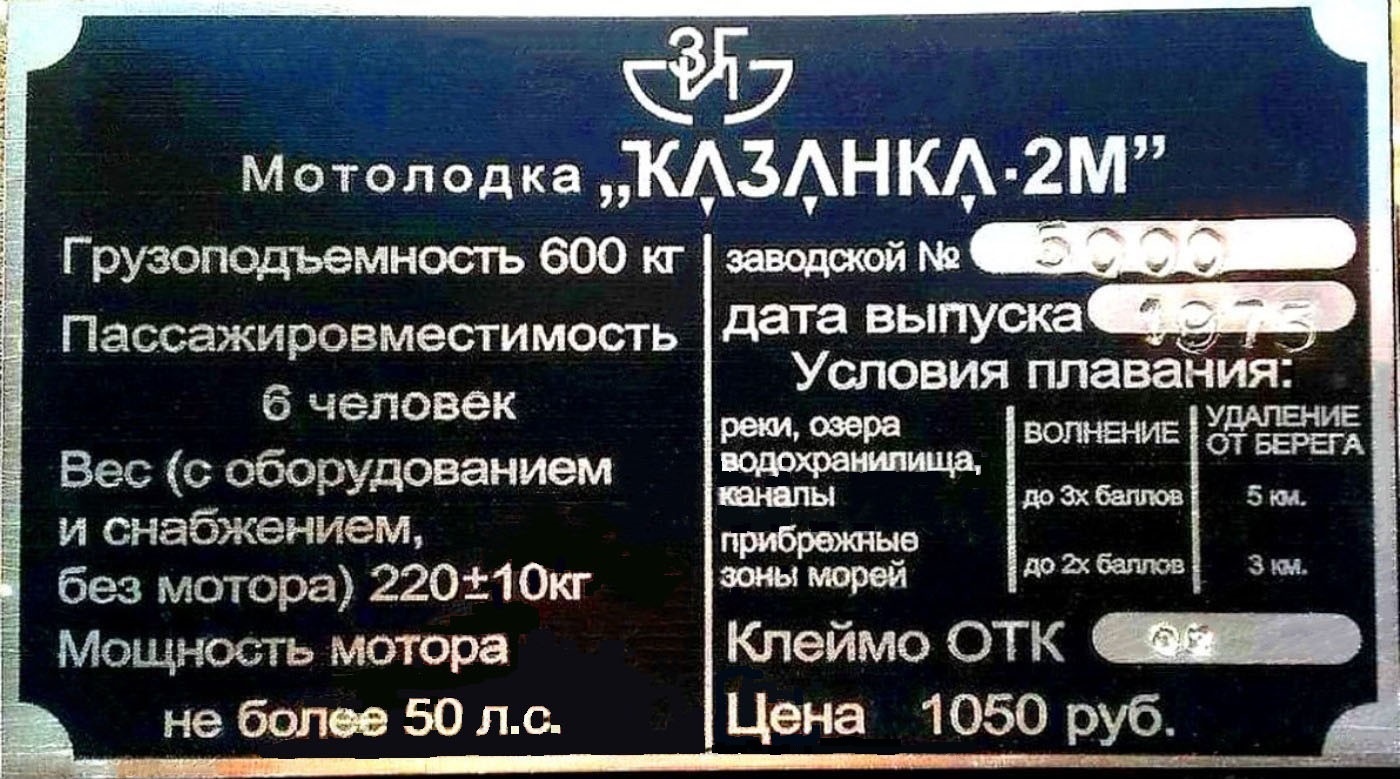 Мотолодка „КАЗАНКА·2М”
Грузоподъемность 600 кг
Пассажировместимость
6 человек
Вес (с оборудованием
и снабжением,
без мотора) 220±10кг
Мощность мотора
не более 50 л.с.
заводской № 5000
дата выпуска 1975
Условия плавания:
ВОЛНЕНИЕ
УДАЛЕНИЕ
ОТ БЕРЕГА
реки, озера
водохранилища,
каналы
до 3х баллов
5 км.
прибрежные
зоны морей
до 2х баллов
3 км.
Клеймо ОТК
Цена 1050 руб.